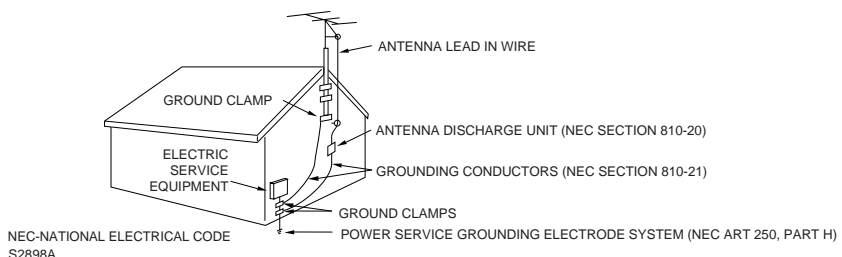 ANTENNA LEAD IN WIRE
GROUND CLAMP
ANTENNA DISCHARGE UNIT (NEC SECTION 810-20)
ELECTRIC
SERVICE
EQUIPMENT
GROUNDING CONDUCTORS (NEC SECTION 810-21)
GROUND CLAMPS
POWER SERVICE GROUNDING ELECTRODE SYSTEM (NEC ART 250, PART H)
NEC-NATIONAL ELECTRICAL CODE
S2898A